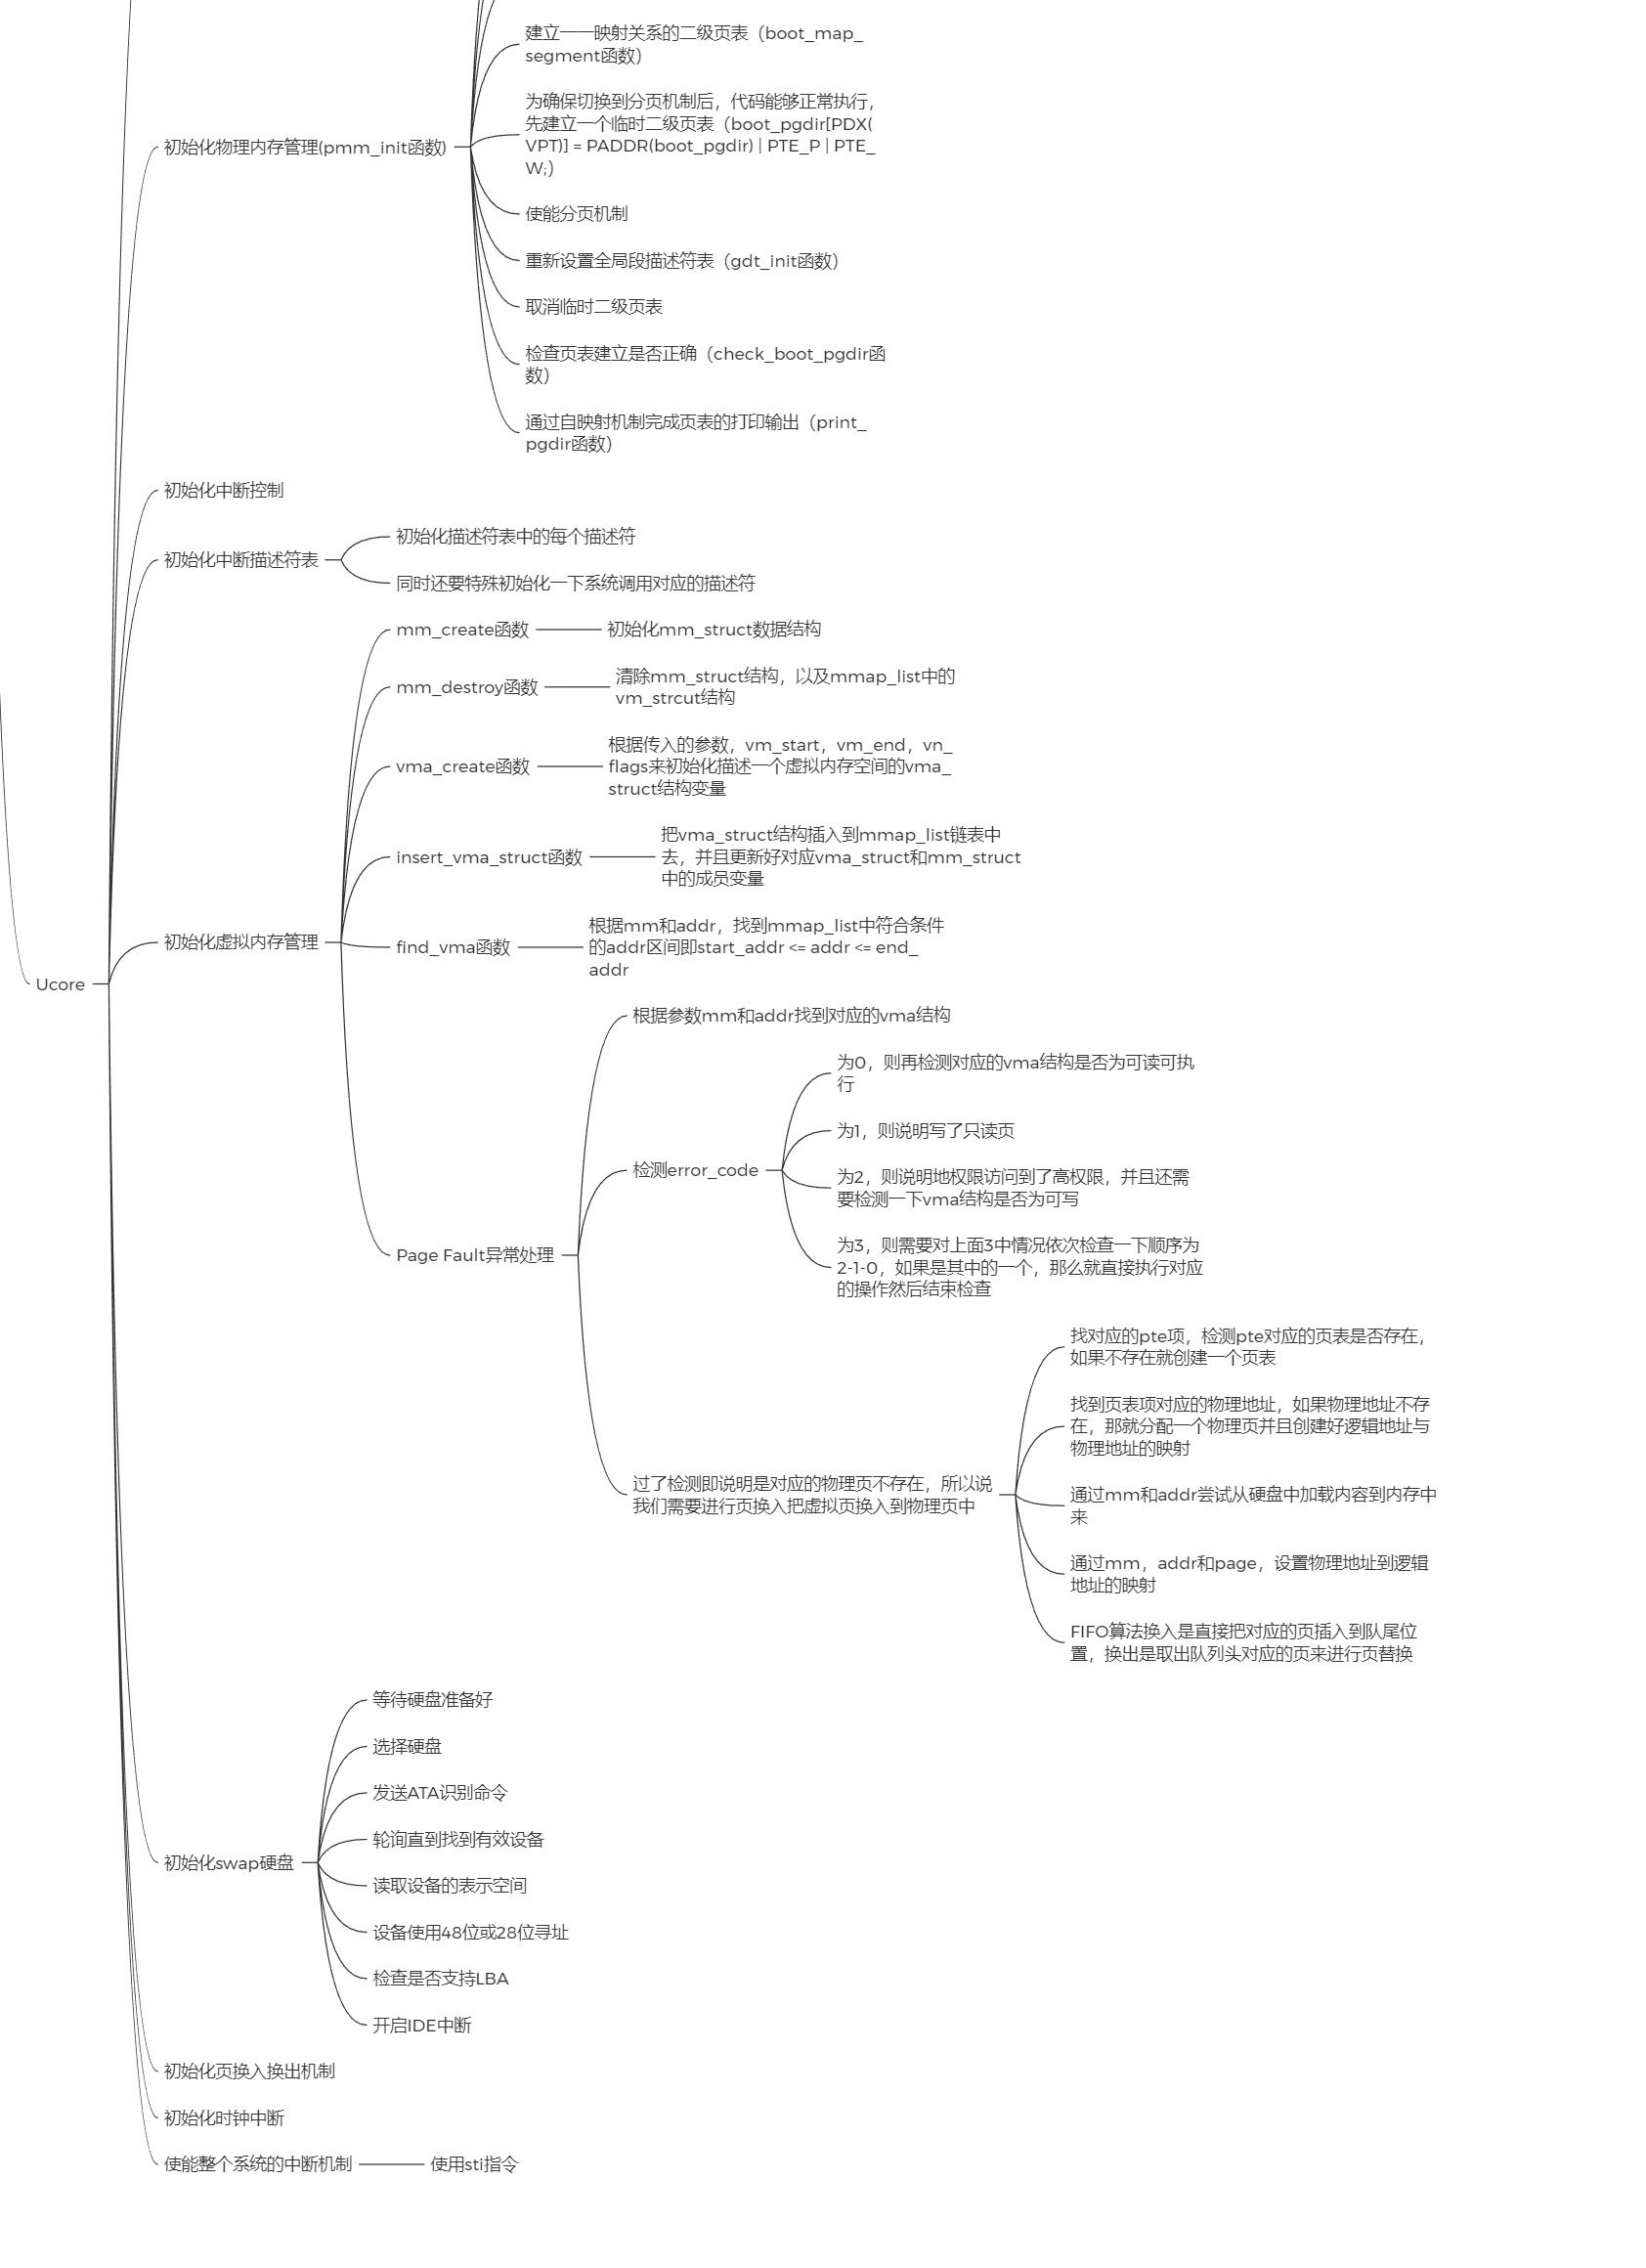 建立一一映射关系的二级页表（boot_map_
segment函数）
为确保切换到分页机制后，代码能够正常执行，
先建立一个临时二级页表（boot_pgdir[PDX(
VPT)] = PADDR(boot_pgdir) | PTE_P | PTE_
W;）
初始化物理内存管理(pmm_init函数)
使能分页机制
重新设置全局段描述符表（gdt_init函数）
取消临时二级页表
检查页表建立是否正确（check_boot_pgdir函
数）
通过自映射机制完成页表的打印输出（print_
pgdir函数）
初始化中断控制
初始化中断描述符表
初始化描述符表中的每个描述符
同时还要特殊初始化一下系统调用对应的描述符
Ucore
初始化虚拟内存管理
mm_create函数
初始化mm_struct数据结构
mm_destroy函数
清除mm_struct结构，以及mmap_list中的
vm_strcut结构
vma_create函数
根据传入的参数，vm_start，vm_end，vn_
flags来初始化描述一个虚拟内存空间的vma_
struct结构变量
insert_vma_struct函数
把vma_struct结构插入到mmap_list链表中
去，并且更新好对应vma_struct和mm_struct
中的成员变量
find_vma函数
根据mm和addr，找到mmap_list中符合条件
的addr区间即start_addr <= addr <= end_
addr
Page Fault异常处理
根据参数mm和addr找到对应的vma结构
检测error_code
为0，则再检测对应的vma结构是否为可读可执
行
为1，则说明写了只读页
为2，则说明地权限访问到了高权限，并且还需
要检测一下vma结构是否为可写
为3，则需要对上面3中情况依次检查一下顺序为
2-1-0，如果是其中的一个，那么就直接执行对应
的操作然后结束检查
过了检测即说明是对应的物理页不存在，所以说
我们需要进行页换入把虚拟页换入到物理页中
找对应的pte项，检测pte对应的页表是否存在，
如果不存在就创建一个页表
找到页表项对应的物理地址，如果物理地址不存
在，那就分配一个物理页并且创建好逻辑地址与
物理地址的映射
通过mm和addr尝试从硬盘中加载内容到内存中
来
通过mm，addr和page，设置物理地址到逻辑
地址的映射
FIFO算法换入是直接把对应的页插入到队尾位
置，换出是取出队列头对应的页来进行页替换
初始化swap硬盘
等待硬盘准备好
选择硬盘
发送ATA识别命令
轮询直到找到有效设备
读取设备的表示空间
设备使用48位或28位寻址
检查是否支持LBA
开启IDE中断
初始化页换入换出机制
初始化时钟中断
使能整个系统的中断机制
使用sti指令